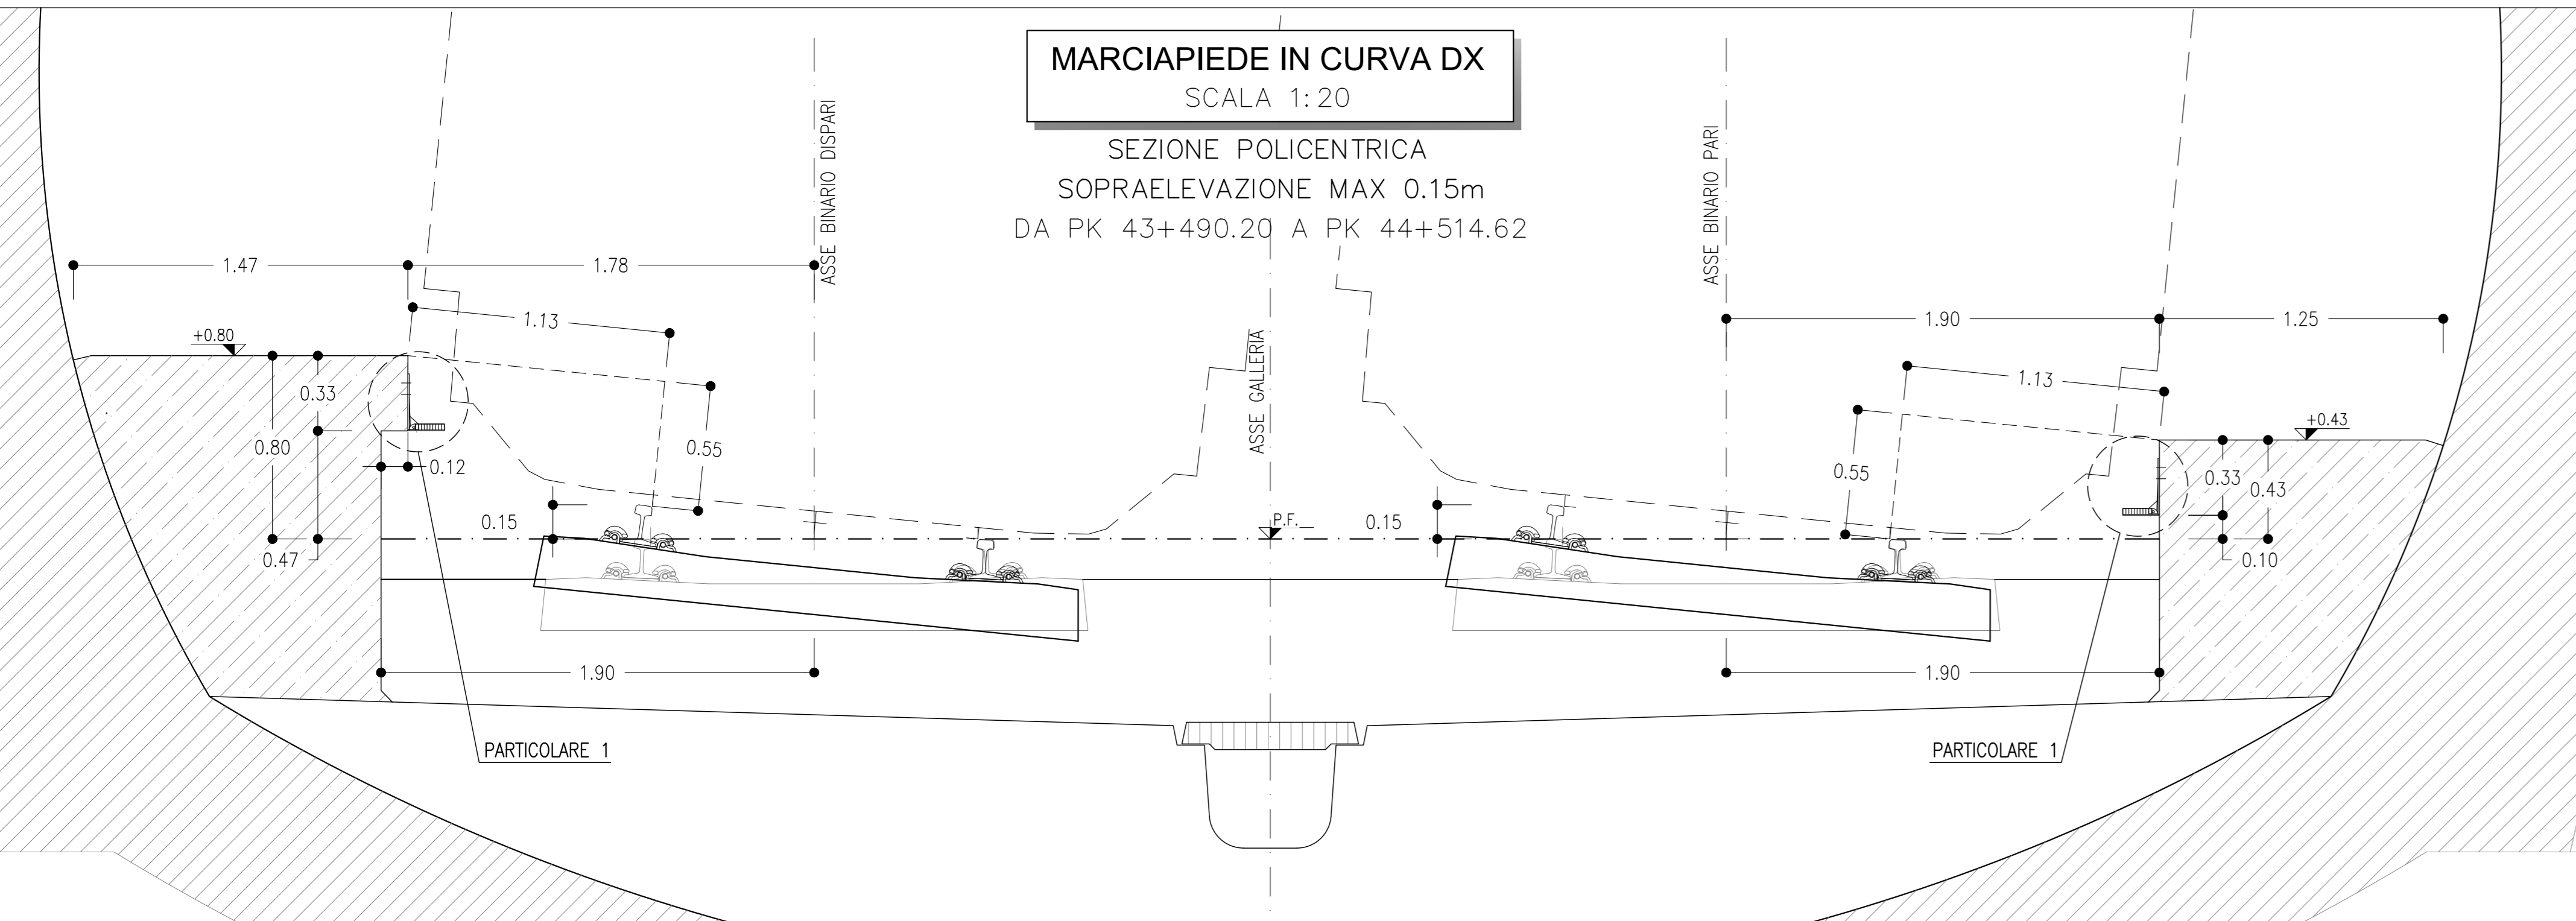 MARCIAPIEDE IN CURVA DX
SCALA 1:20
SEZIONE POLICENTRICA
SOPRAELEVAZIONE MAX 0.15m
DA PK 43+490.20 A PK 44+514.62
ASSE BINARIO DISPARI
ASSE BINARIO PARI
ASSE GALLERIA
1.47
1.78
1.13
+0.80
0.33
0.80
0.55
0.12
0.15
0.47
1.90
PARTICOLARE 1
P.F.
0.15
1.90
1.25
1.13
+0.43
0.55
0.33
0.43
0.10
1.90
PARTICOLARE 1